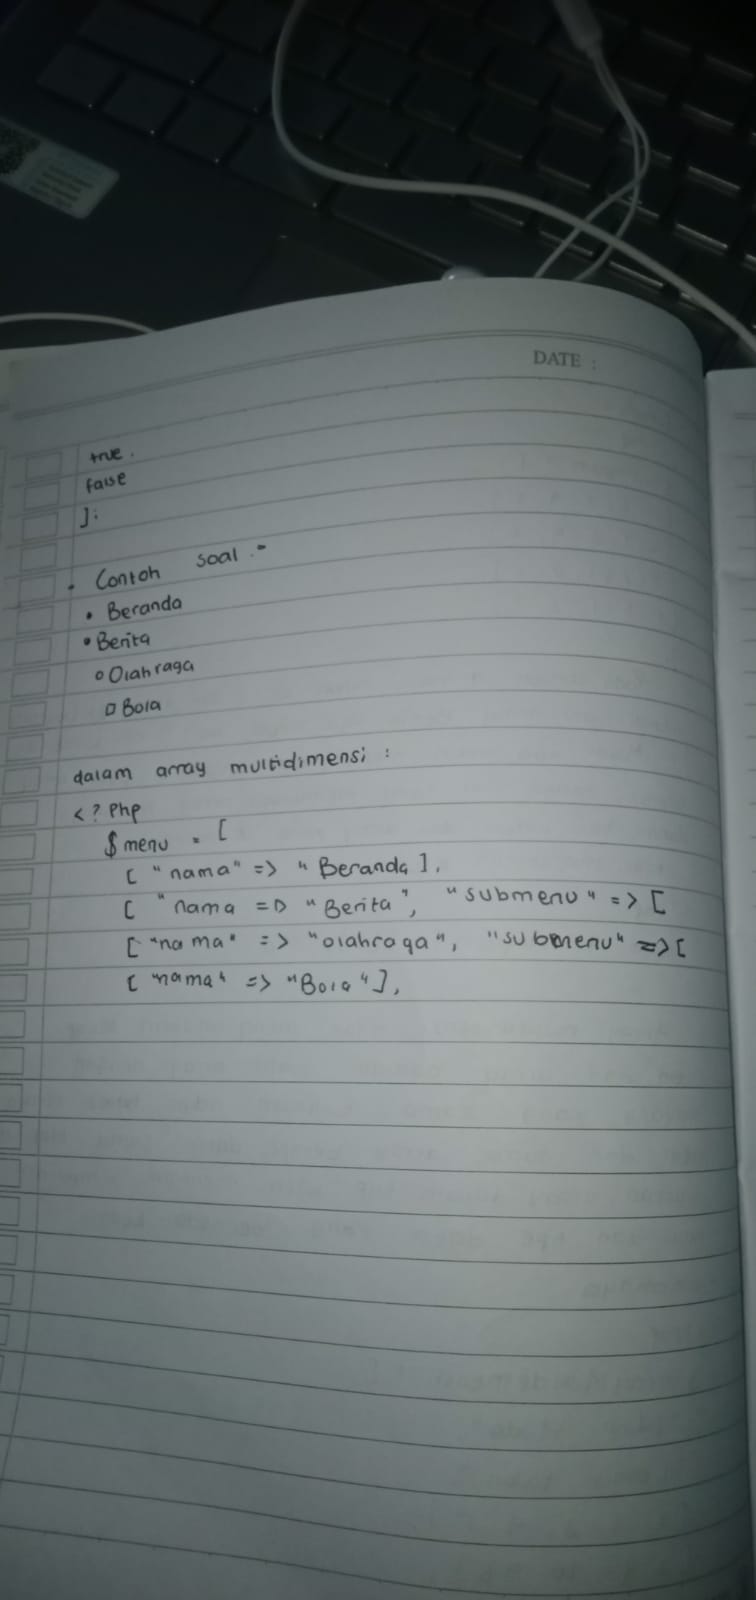 DATE :
true.
false
];
• Contoh soal :-
• Beranda
• Berita
○ Olahraga
□ Bola
dalam array multidimensi :
<?php
$menu = [
[ "nama" => "Beranda ],
[ "nama => "Berita", "submenu" => [
[ "nama" => "olahraga", "submenu" => [
[ "nama" => "Bola" ],